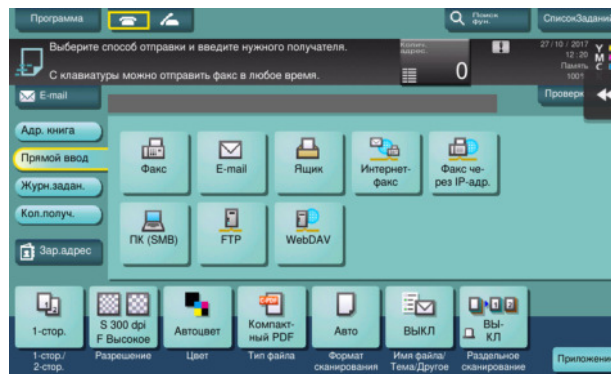 Программа
Поиск
фун.
СписокЗадани
Выберите способ отправки и введите нужного получателя.
С клавиатуры можно отправить факс в любое время.
Колич.
адрес.
0
27/10/2017
12:20
Память
100%
Y
M
C
E-mail
Проверк
Адр. книга
Прямой ввод
Журн.задан.
Кол.получ.
Зар.адрес
Факс
E-mail
Ящик
Интернет-
факс
Факс че-
рез IP-адр.
ПК (SMB)
FTP
WebDAV
1-стор.
S 300 dpi
F Высокое
Автоцвет
Компакт-
ный PDF
Авто
ВЫКЛ
ВЫ-
КЛ
1-стор./
2-стор.
Разрешение
Цвет
Тип файла
Формат
сканирования
Имя файла/
Тема/Другое
Раздельное
сканирование
Приложение